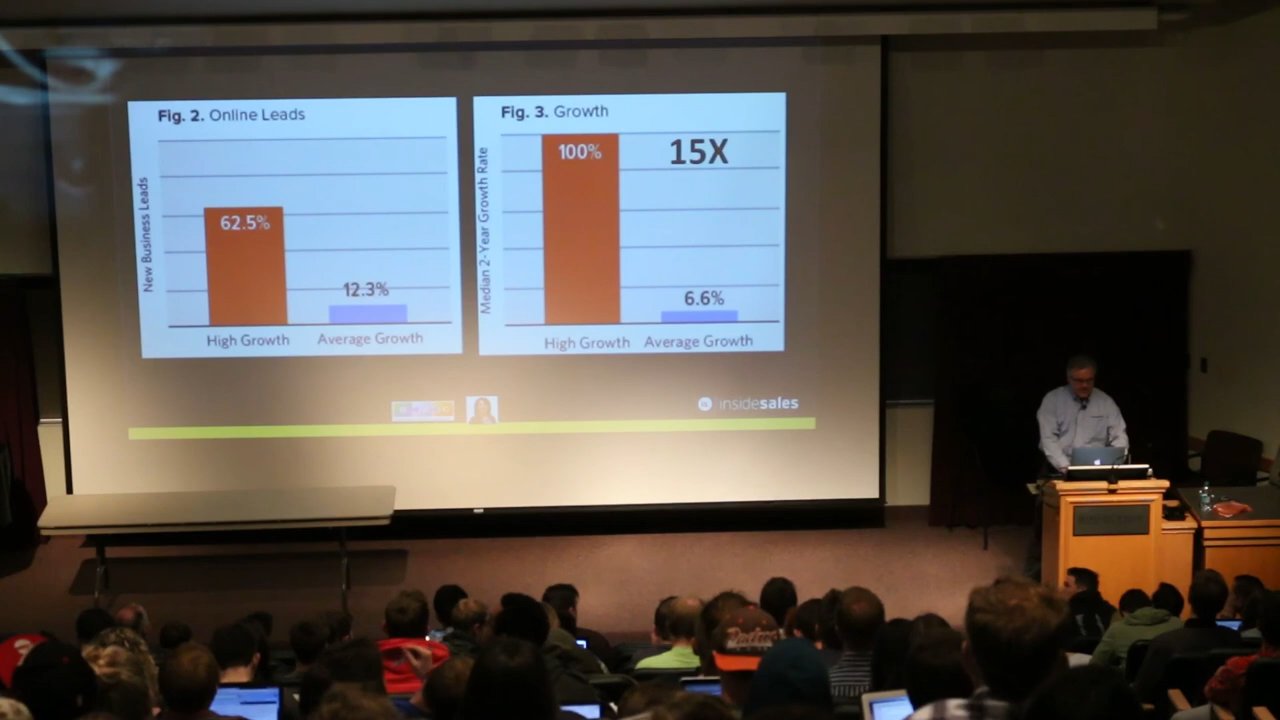 Fig. 2. Online Leads
New Business Leads
62.5%
12.3%
High Growth
Average Growth
Fig. 3. Growth
Median 2-Year Growth Rate
100%
15X
6.6%
High Growth
Average Growth
insidesales